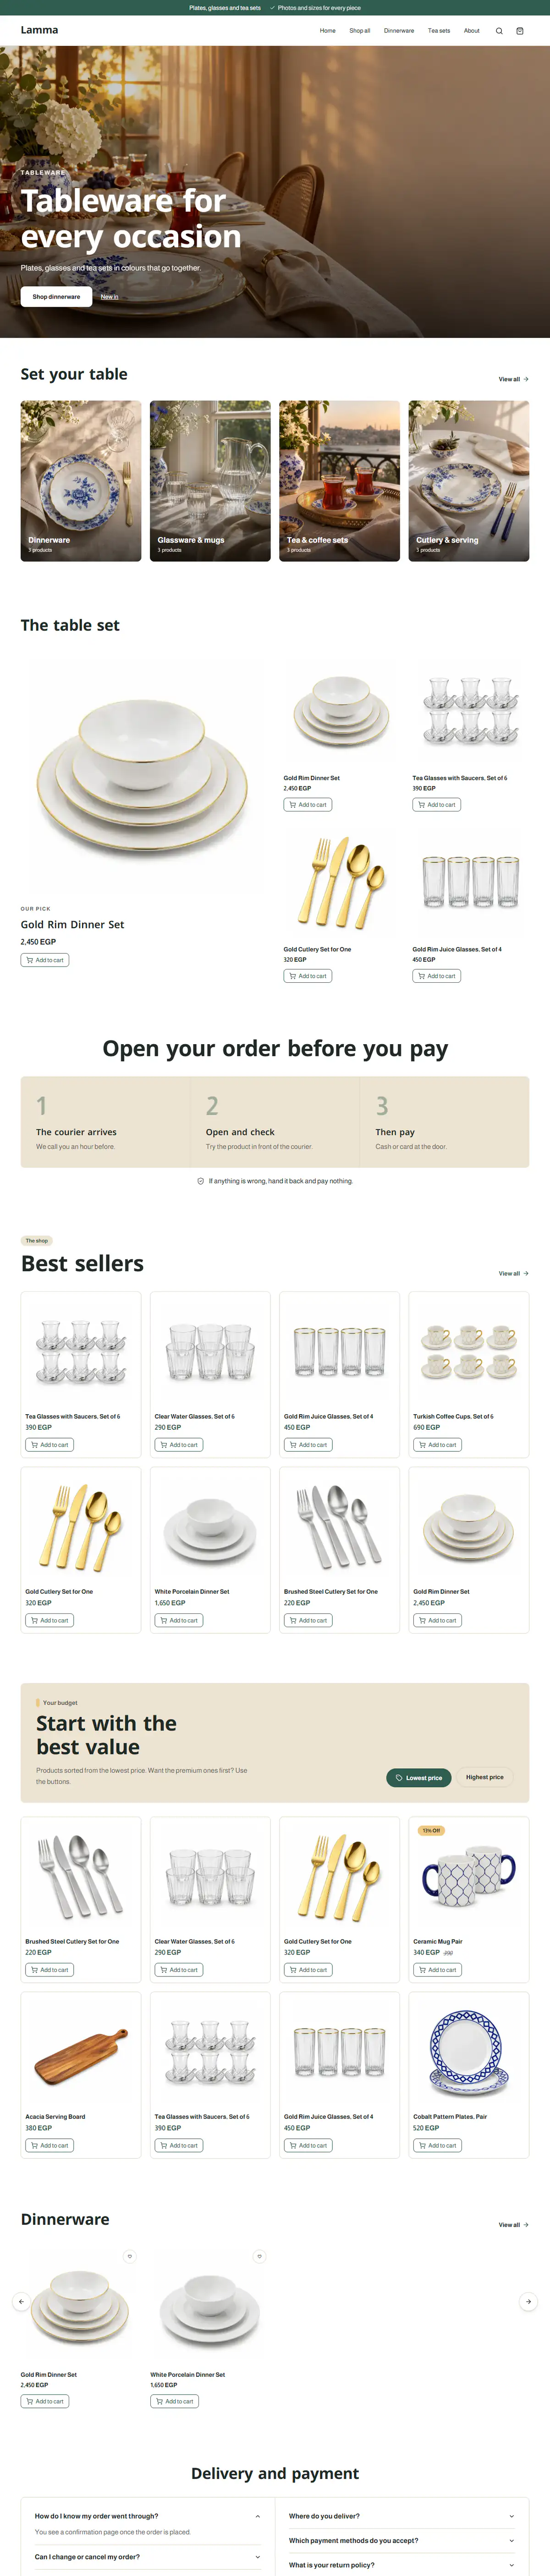 Plates, glasses and tea sets
Photos and sizes for every piece
Lamma
Home
Shop all
Dinnerware
Tea sets
About
TABLEWARE
Tableware for
every occasion
Plates, glasses and tea sets in colours that go together.
Shop dinnerware
New in
Set your table
View all
Dinnerware
3 products
Glassware & mugs
3 products
Tea & coffee sets
3 products
Cutlery & serving
3 products
The table set
OUR PICK
Gold Rim Dinner Set
2,450 EGP
Add to cart
Gold Rim Dinner Set
2,450 EGP
Add to cart
Tea Glasses with Saucers, Set of 6
390 EGP
Add to cart
Gold Cutlery Set for One
320 EGP
Add to cart
Gold Rim Juice Glasses, Set of 4
450 EGP
Add to cart
Open your order before you pay
1
The courier arrives
We call you an hour before.
2
Open and check
Try the product in front of the courier.
3
Then pay
Cash or card at the door.
If anything is wrong, hand it back and pay nothing.
The shop
Best sellers
View all
Tea Glasses with Saucers, Set of 6
390 EGP
Add to cart
Clear Water Glasses, Set of 6
290 EGP
Add to cart
Gold Rim Juice Glasses, Set of 4
450 EGP
Add to cart
Turkish Coffee Cups, Set of 6
690 EGP
Add to cart
Gold Cutlery Set for One
320 EGP
Add to cart
White Porcelain Dinner Set
1,650 EGP
Add to cart
Brushed Steel Cutlery Set for One
220 EGP
Add to cart
Gold Rim Dinner Set
2,450 EGP
Add to cart
Your budget
Start with the
best value
Products sorted from the lowest price. Want the premium ones first? Use
the buttons.
Lowest price
Highest price
Brushed Steel Cutlery Set for One
220 EGP
Add to cart
Clear Water Glasses, Set of 6
290 EGP
Add to cart
Gold Cutlery Set for One
320 EGP
Add to cart
Off
Ceramic Mug Pair
340 EGP
Add to cart
Acacia Serving Board
380 EGP
Add to cart
Tea Glasses with Saucers, Set of 6
390 EGP
Add to cart
Gold Rim Juice Glasses, Set of 4
450 EGP
Add to cart
Cobalt Pattern Plates, Pair
520 EGP
Add to cart
Dinnerware
View all
Gold Rim Dinner Set
2,450 EGP
Add to cart
White Porcelain Dinner Set
1,650 EGP
Add to cart
Delivery and payment
How do I know my order went through?
You see a confirmation page once the order is placed.
Can I change or cancel my order?
Where do you deliver?
Which payment methods do you accept?
What is your return policy?